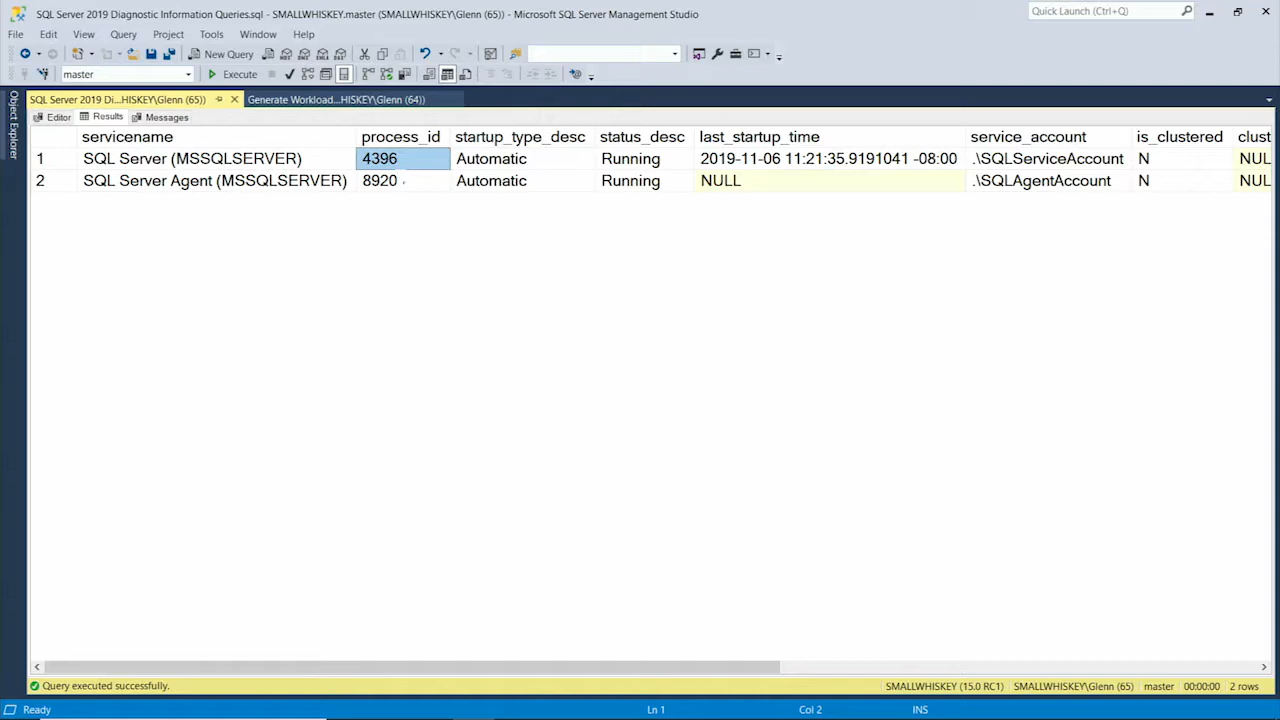 SQL Server 2019 Diagnostic Information Queries.sql - SMALLWHISKEY.master (SMALLWHISKEY\Glenn (65)) - Microsoft SQL Server Management Studio
Quick Launch (Ctrl+Q)
File Edit View Query Project Tools Window Help
New Query
master Execute
Object Explorer
SQL Server 2019 Di...HISKEY\Glenn (65)) Generate Workload...HISKEY\Glenn (64))
Editor Results Messages
servicename process_id startup_type_desc status_desc last_startup_time service_account is_clustered clust
1 SQL Server (MSSQLSERVER) 4396 Automatic Running 2019-11-06 11:21:35.9191041 -08:00 .\SQLServiceAccount N NUL
2 SQL Server Agent (MSSQLSERVER) 8920 Automatic Running NULL .\SQLAgentAccount N NUL
Query executed successfully. SMALLWHISKEY (15.0 RC1) SMALLWHISKEY\Glenn (65) master 00:00:00 2 rows
Ready Ln 1 Col 2 INS